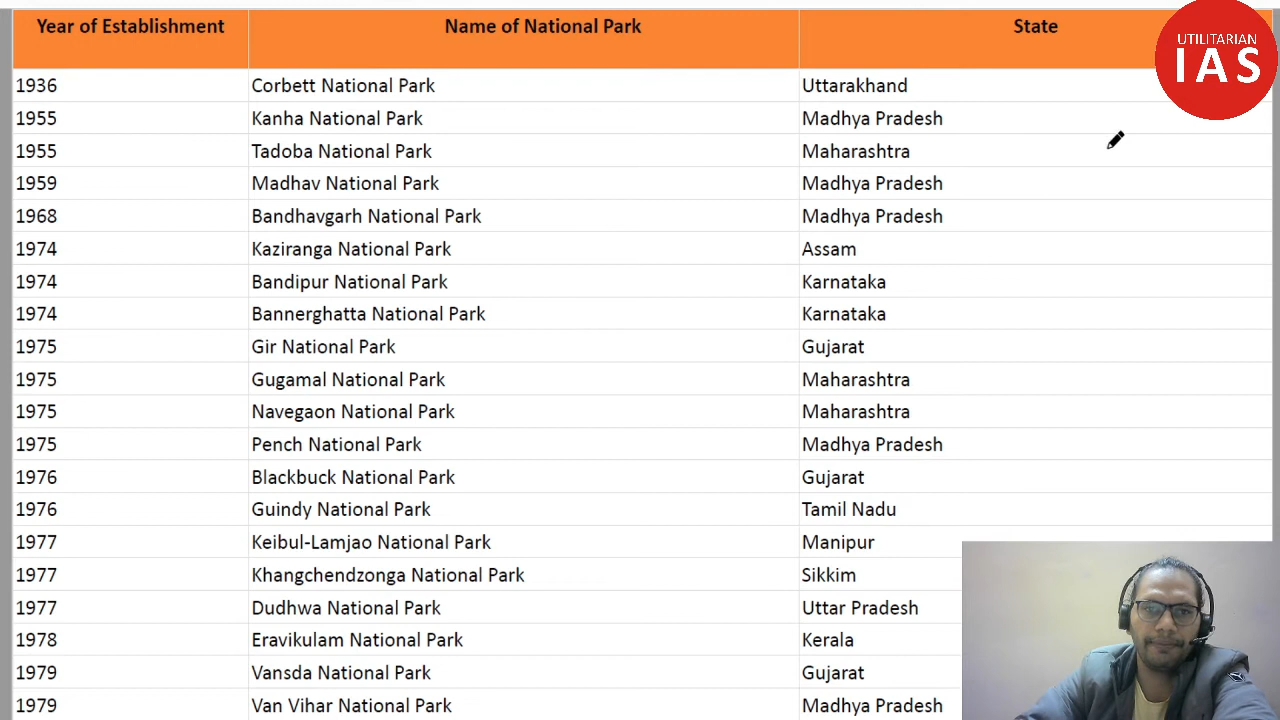 Year of Establishment Name of National Park State
UTILITARIAN
IAS
1936 Corbett National Park Uttarakhand
1955 Kanha National Park Madhya Pradesh
1955 Tadoba National Park Maharashtra
1959 Madhav National Park Madhya Pradesh
1968 Bandhavgarh National Park Madhya Pradesh
1974 Kaziranga National Park Assam
1974 Bandipur National Park Karnataka
1974 Bannerghatta National Park Karnataka
1975 Gir National Park Gujarat
1975 Gugamal National Park Maharashtra
1975 Navegaon National Park Maharashtra
1975 Pench National Park Madhya Pradesh
1976 Blackbuck National Park Gujarat
1976 Guindy National Park Tamil Nadu
1977 Keibul-Lamjao National Park Manipur
1977 Khangchendzonga National Park Sikkim
1977 Dudhwa National Park Uttar Pradesh
1978 Eravikulam National Park Kerala
1979 Vansda National Park Gujarat
1979 Van Vihar National Park Madhya Pradesh